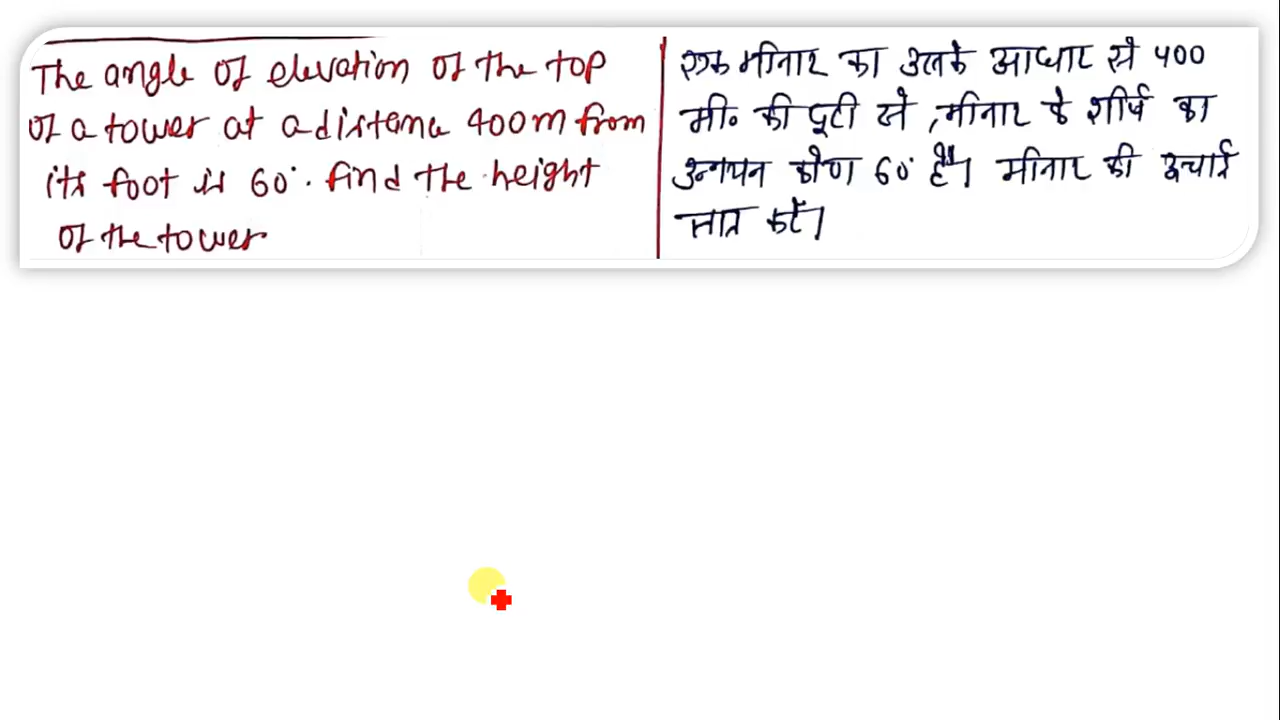 The angle of elevation of the top
of a tower at a distance 400m from
its foot is 60°. find the height
of the tower
एक मीनार का उसके आधार से 400
मी० की दूरी से, मीनार के शीर्ष का
उन्नयन कोण 60° है। मीनार की ऊचाई
ज्ञात करें।